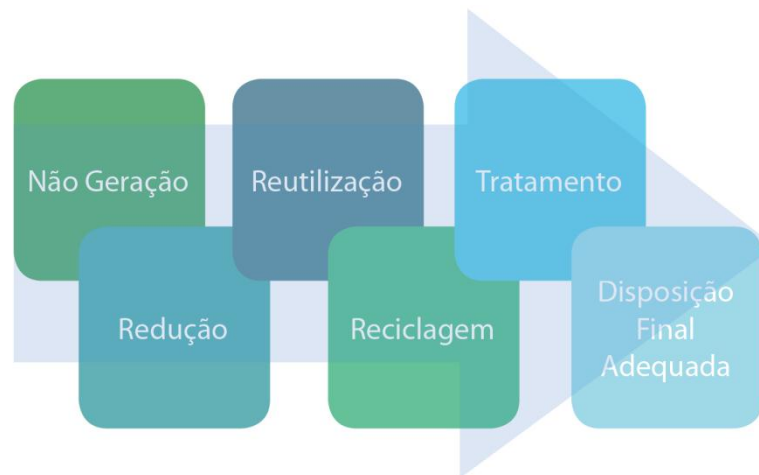 Não Geração
Redução
Reutilização
Reciclagem
Tratamento
Disposição
Final
Adequada